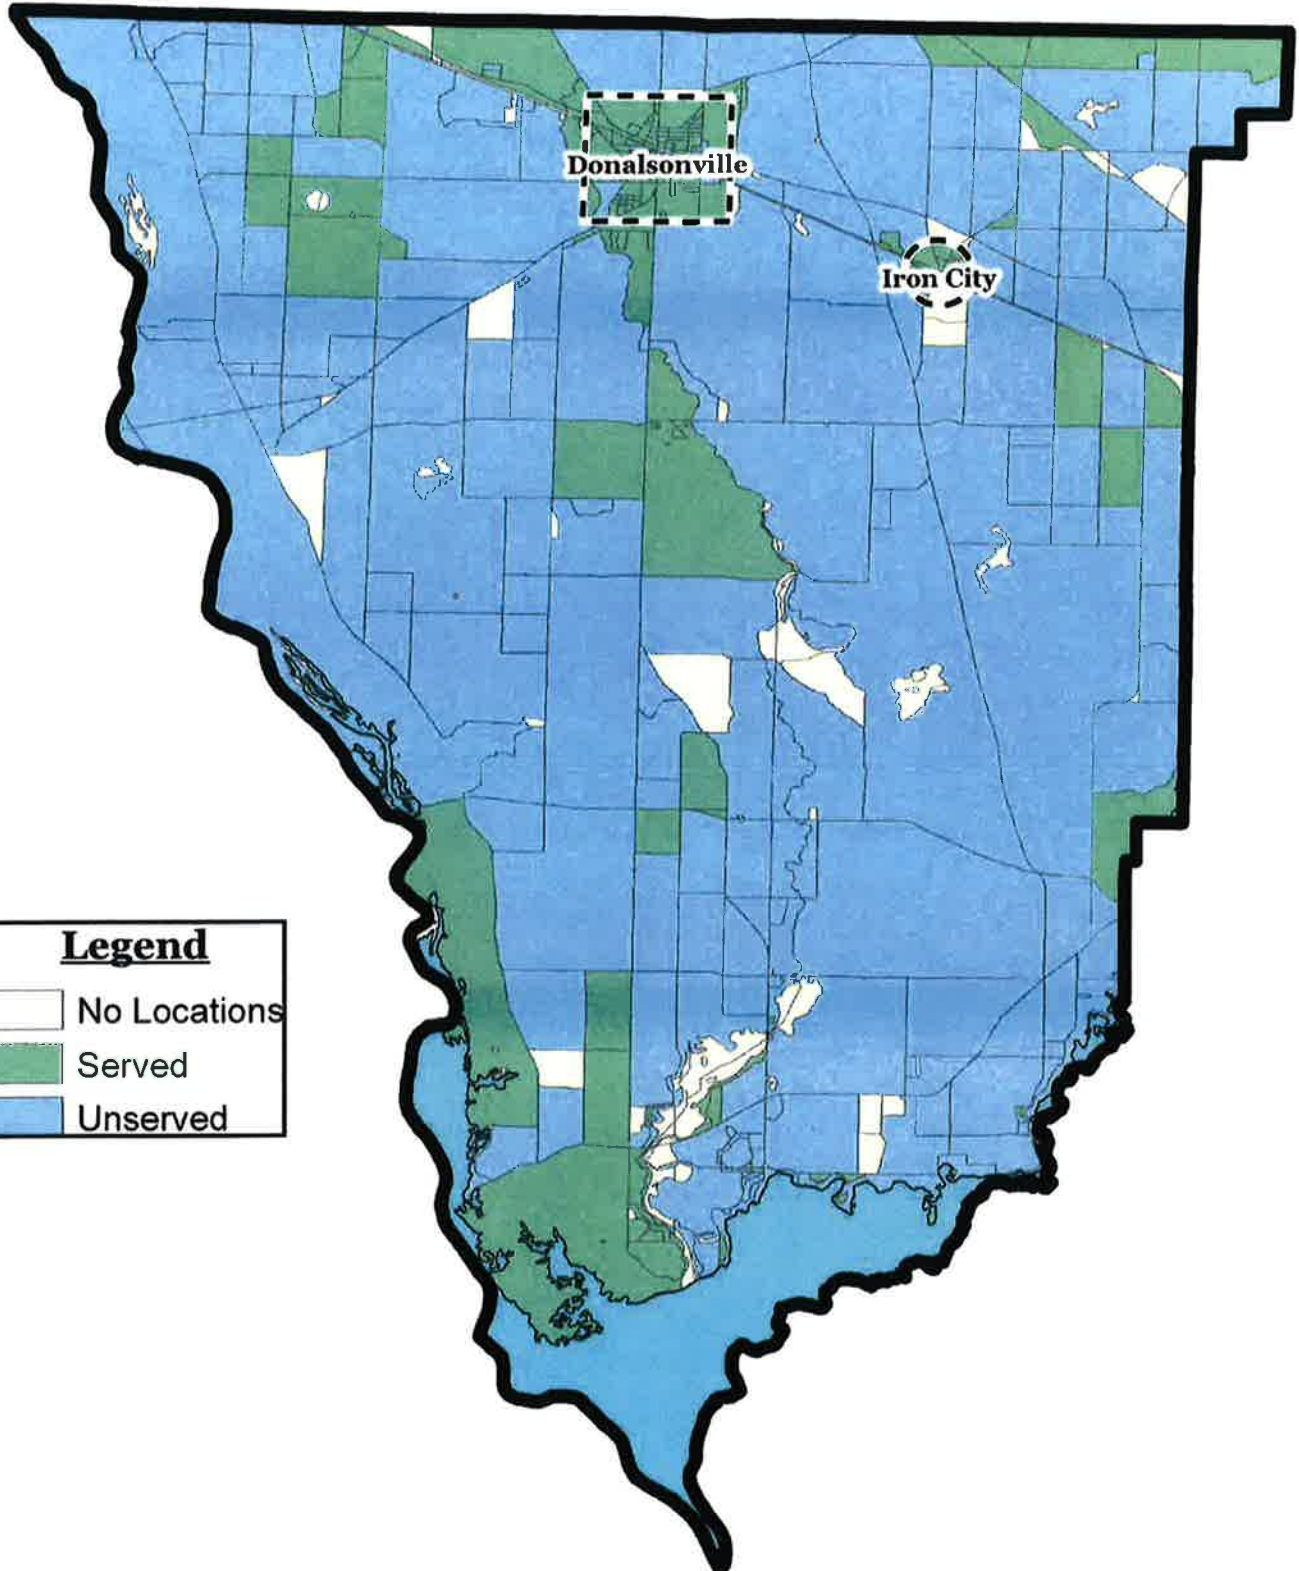 Donalsonville
Iron City
Legend
No Locations
Served
Unserved